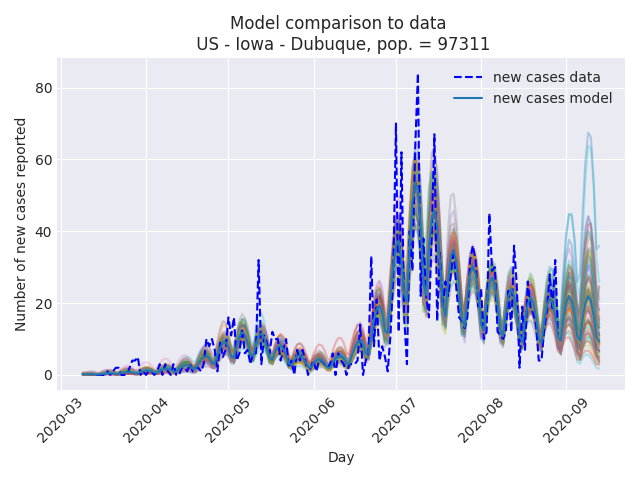 Model comparison to data
US - Iowa - Dubuque, pop. = 97311
new cases data
new cases model
Number of new cases reported
80
60
40
20
0
2020-03
2020-04
2020-05
2020-06
2020-07
2020-08
2020-09
Day